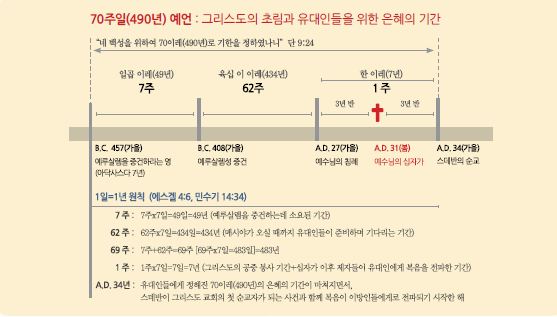 70주일(490년) 예언 : 그리스도의 초림과 유대인들을 위한 은혜의 기간
“네 백성을 위하여 70이레(490년)로 기한을 정하였나니” 단 9:24
일곱 이레(49년) 육십 이 이레(434년) 한 이레(7년)
7주 62주 1 주
3년 반 3년 반
B.C. 457(가을) B.C. 408(가을) A.D. 27(가을) A.D. 31(봄) A.D. 34(가을)
예루살렘을 중건하라는 영 예루살렘성 중건 예수님의 침례 예수님의 십자가 스데반의 순교
(아닥사스다 7년)
1일=1년 원칙 (에스겔 4:6, 민수기 14:34)
7 주 : 7주x7일=49일=49년 (예루살렘을 중건하는데 소요된 기간)
62 주 : 62주x7일=434일=434년 (메시야가 오실 때까지 유대인들이 준비하며 기다리는 기간)
69 주 : 7주+62주=69주 [69주x7일=483일]=483년
1 주 : 1주x7일=7일=7년 (그리스도의 공중 봉사 기간+십자가 이후 제자들이 유대인에게 복음을 전파한 기간)
A.D. 34년 : 유대인들에게 정해진 70이레(490년)의 은혜의 기간이 마쳐지면서,
스데반이 그리스도 교회의 첫 순교자가 되는 사건과 함께 복음이 이방인들에게로 전파되기 시작한 해